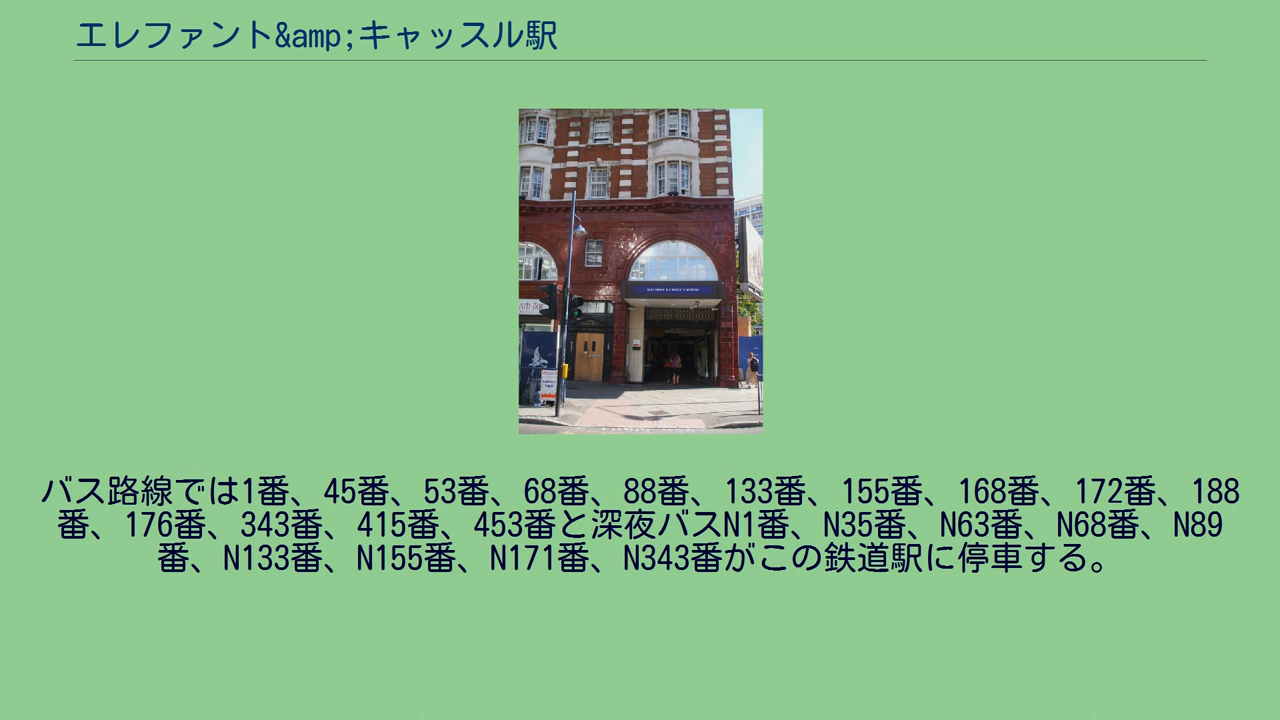 エレファント&amp;キャッスル駅
バス路線では1番、45番、53番、68番、88番、133番、155番、168番、172番、188
番、176番、343番、415番、453番と深夜バスN1番、N35番、N63番、N68番、N89
番、N133番、N155番、N171番、N343番がこの鉄道駅に停車する。